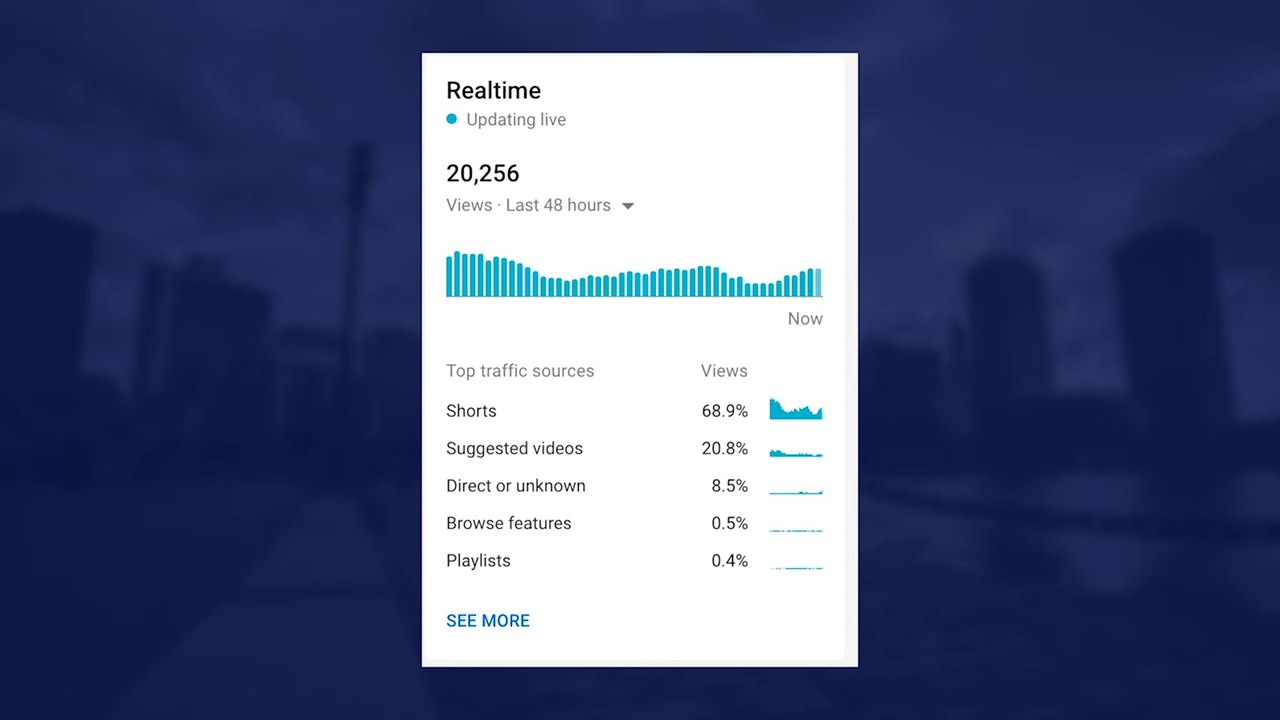 Realtime
Updating live
20,256
Views · Last 48 hours
Now
Top traffic sources Views
Shorts 68.9%
Suggested videos 20.8%
Direct or unknown 8.5%
Browse features 0.5%
Playlists 0.4%
SEE MORE